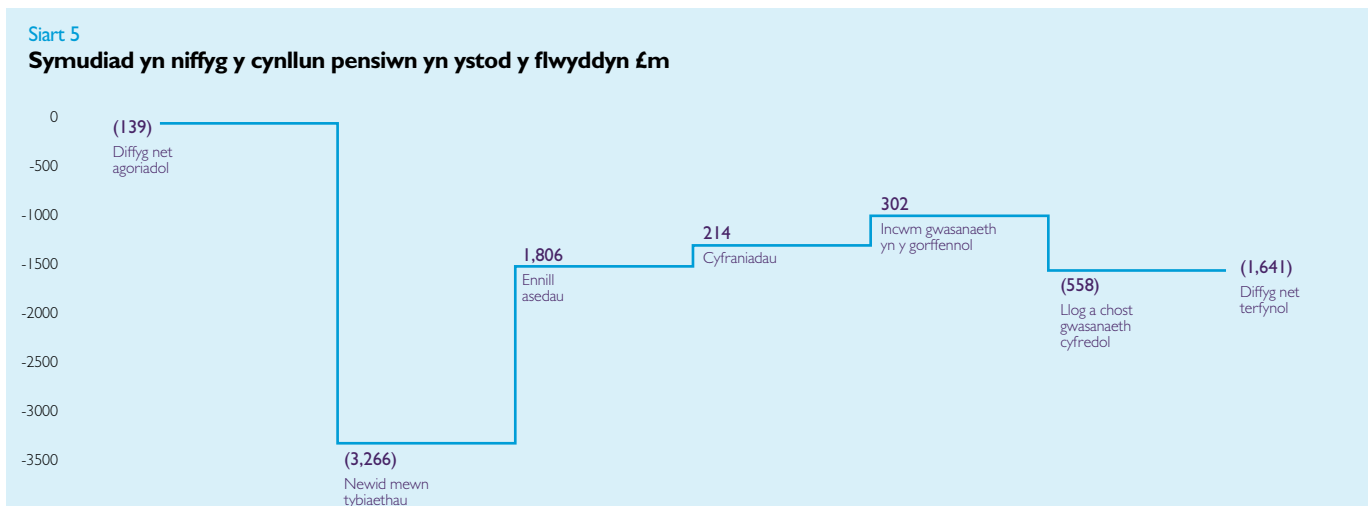 Siart 5
Symudiad yn niffyg y cynllun pensiwn yn ystod y flwyddyn £m
0
-500
-1000
-1500
-2000
-2500
-3000
-3500
(139)
Diffyg net
agoriadol
(3,266)
Newid mewn
tybiaethau
1,806
Ennill
asedau
214
Cyfraniadau
302
Incwm gwasanaeth
yn y gorffennol
(558)
Llog a chost
gwasanaeth
cyfredol
(1,641)
Diffyg net
terfynol